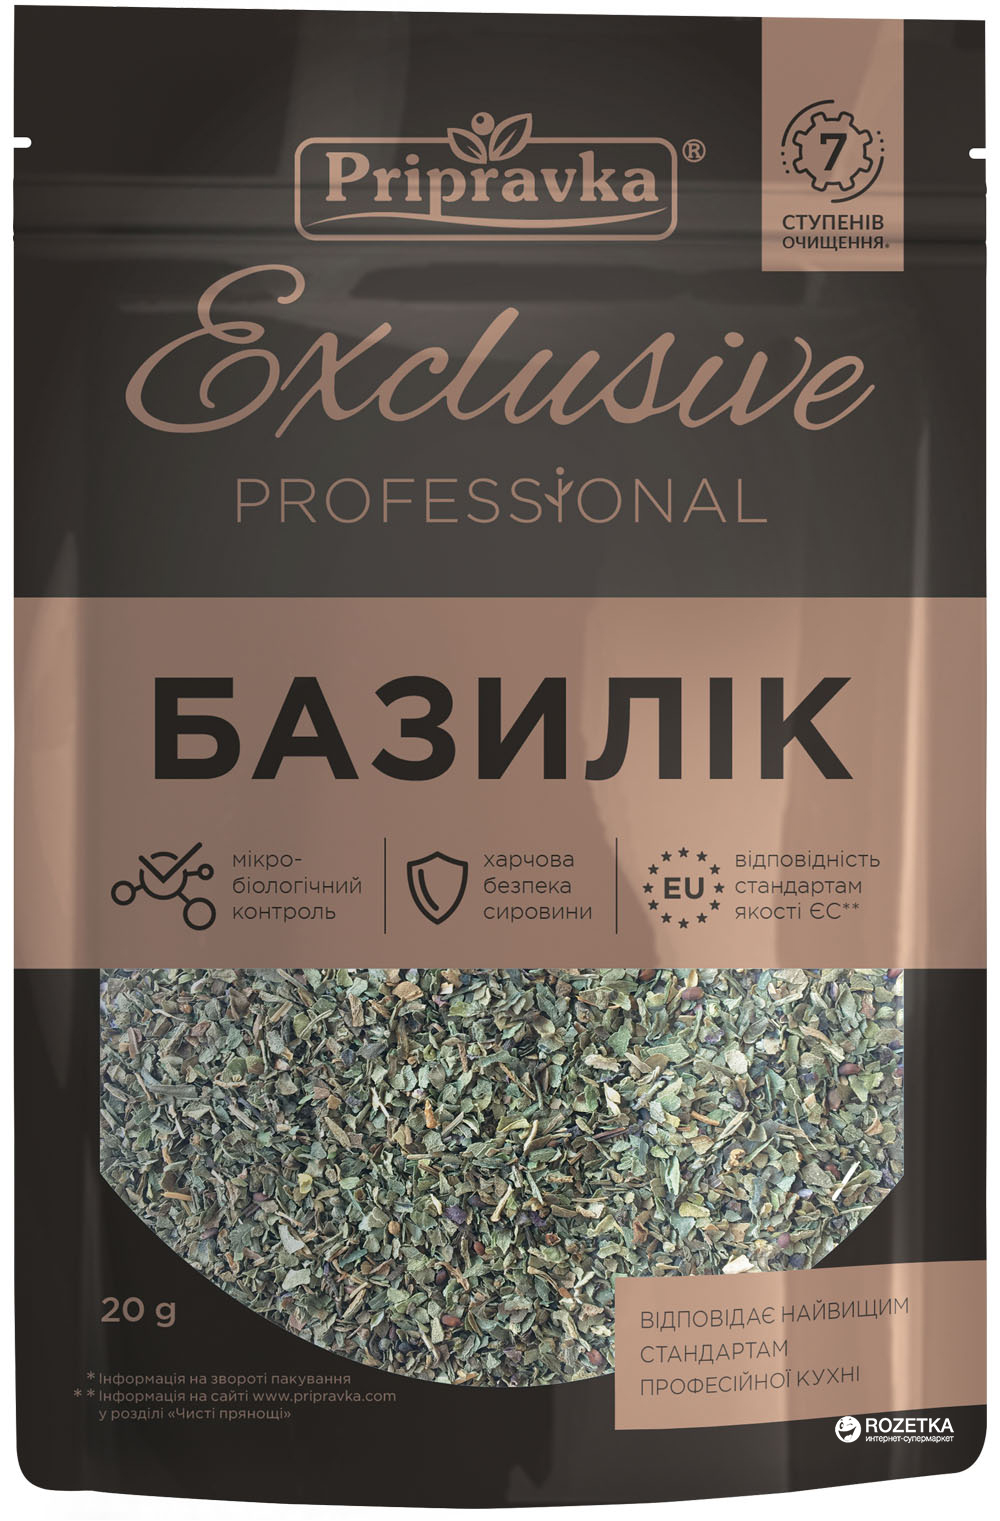 Pripravka®
7
СТУПЕНІВ
ОЧИЩЕННЯ*
Exclusive
PROFESSIONAL
БАЗИЛІК
мікро-
біологічний
контроль
харчова
безпека
сировини
EU
відповідність
стандартам
якості ЄС**
20 g
ВІДПОВІДАЄ НАЙВИЩИМ
СТАНДАРТАМ
ПРОФЕСІЙНОЇ КУХНІ
* Інформація на звороті пакування
** Інформація на сайті www.pripravka.com
у розділі «Чисті прянощі»
ROZETKA
интернет-супермаркет